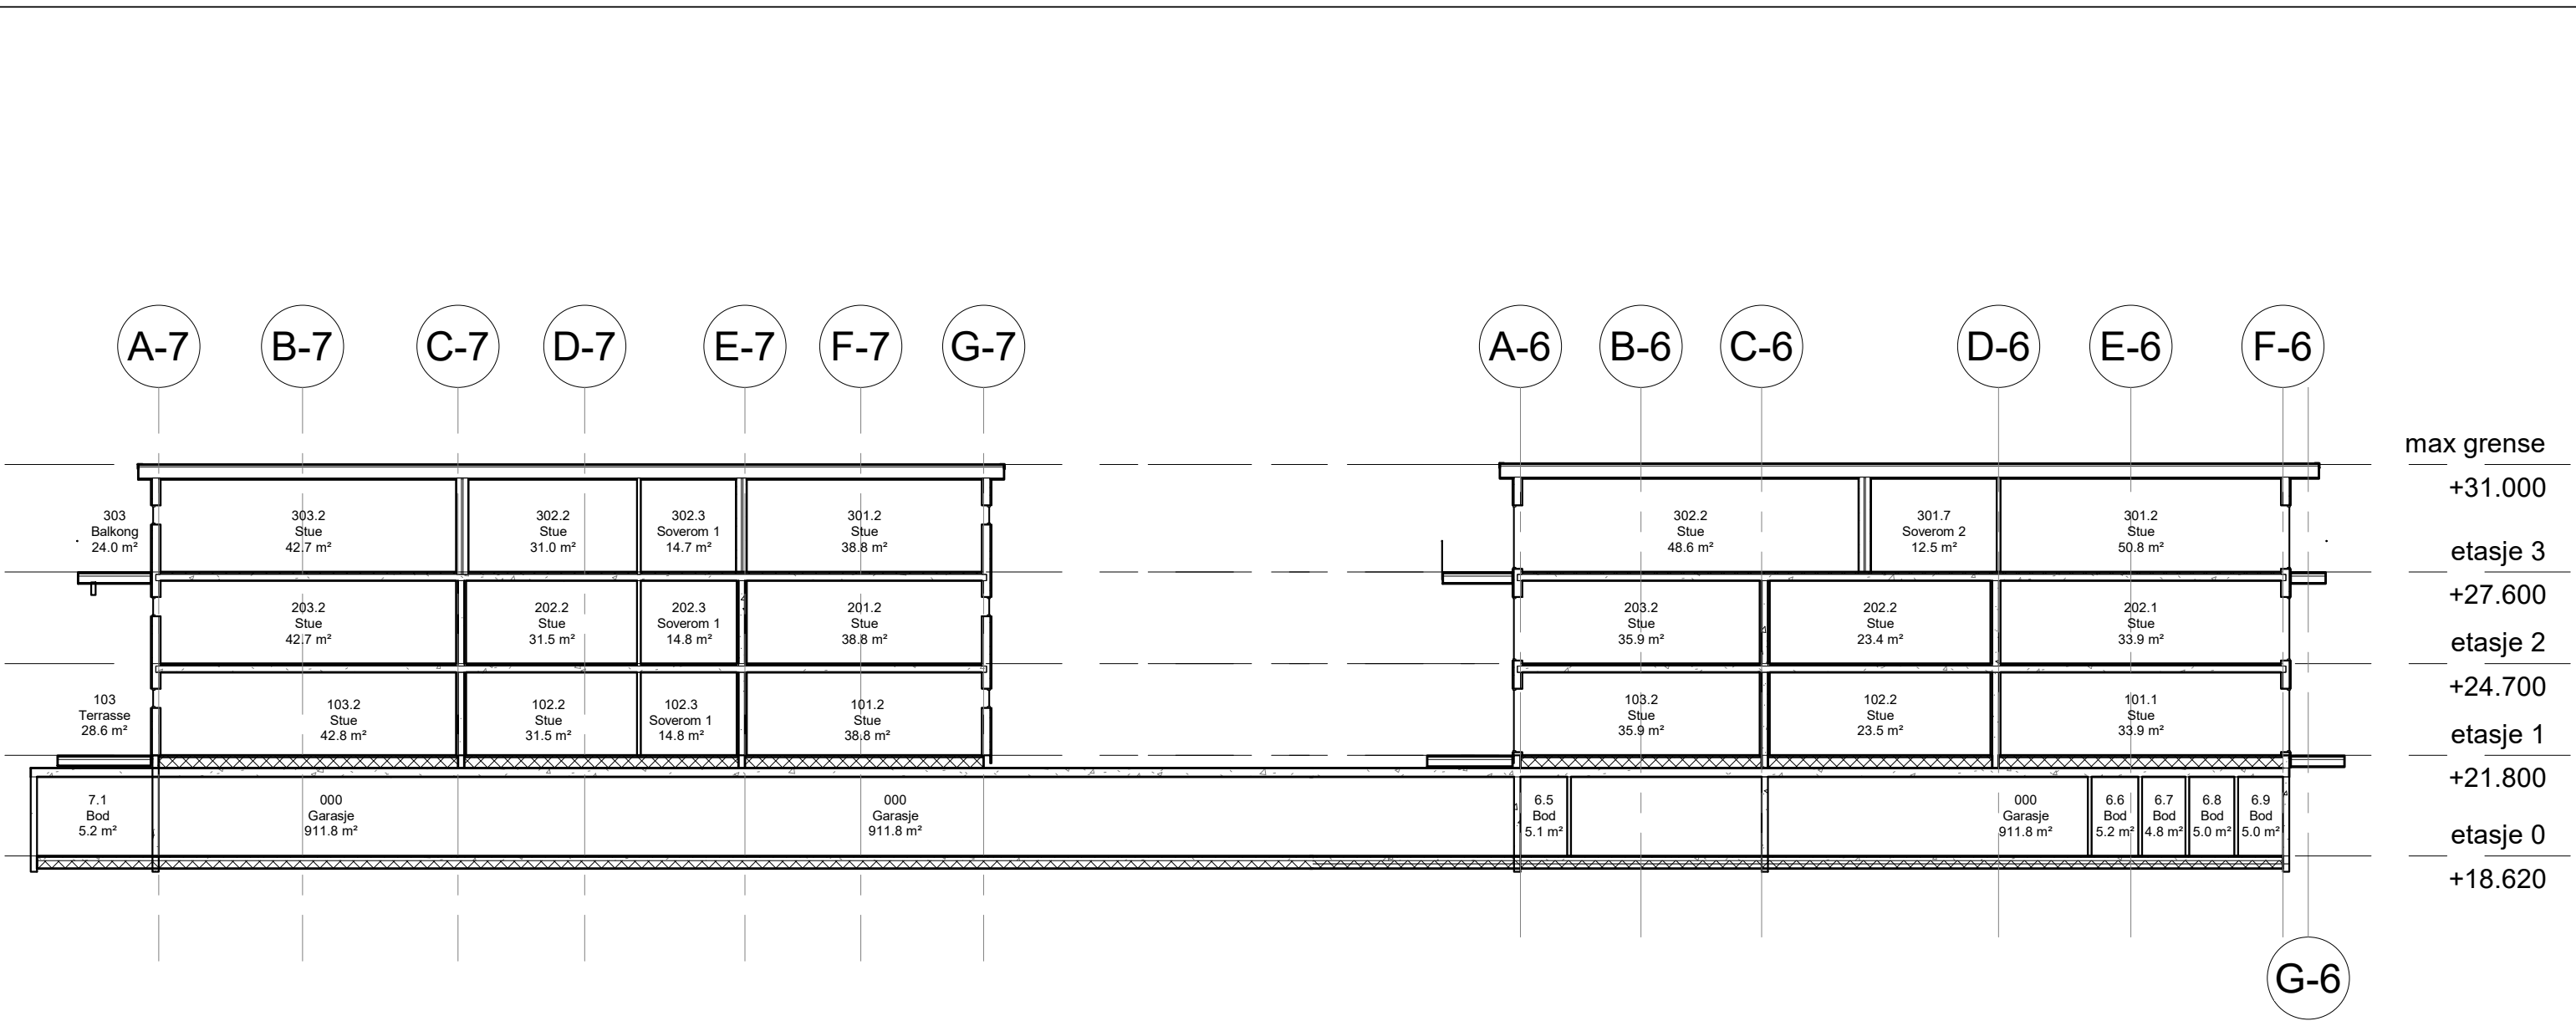 A-7
B-7
C-7
D-7
E-7
F-7
G-7
A-6
B-6
C-6
D-6
E-6
F-6
max grense
+31.000
303
Balkong
24.0 m²
303.2
Stue
42.7 m²
302.2
Stue
31.0 m²
302.3
Soverom 1
14.7 m²
301.2
Stue
38.8 m²
302.2
Stue
48.6 m²
301.7
Soverom 2
12.5 m²
301.2
Stue
50.8 m²
etasje 3
+27.600
203.2
Stue
42.7 m²
202.2
Stue
31.5 m²
202.3
Soverom 1
14.8 m²
201.2
Stue
38.8 m²
203.2
Stue
35.9 m²
202.2
Stue
23.4 m²
202.1
Stue
33.9 m²
etasje 2
+24.700
103
Terrasse
28.6 m²
103.2
Stue
42.8 m²
102.2
Stue
31.5 m²
102.3
Soverom 1
14.8 m²
101.2
Stue
38.8 m²
103.2
Stue
35.9 m²
102.2
Stue
23.5 m²
101.1
Stue
33.9 m²
etasje 1
+21.800
7.1
Bod
5.2 m²
000
Garasje
911.8 m²
000
Garasje
911.8 m²
6.5
Bod
5.1 m²
000
Garasje
911.8 m²
6.6
Bod
5.2 m²
6.7
Bod
4.8 m²
6.8
Bod
5.0 m²
6.9
Bod
5.0 m²
etasje 0
+18.620
G-6